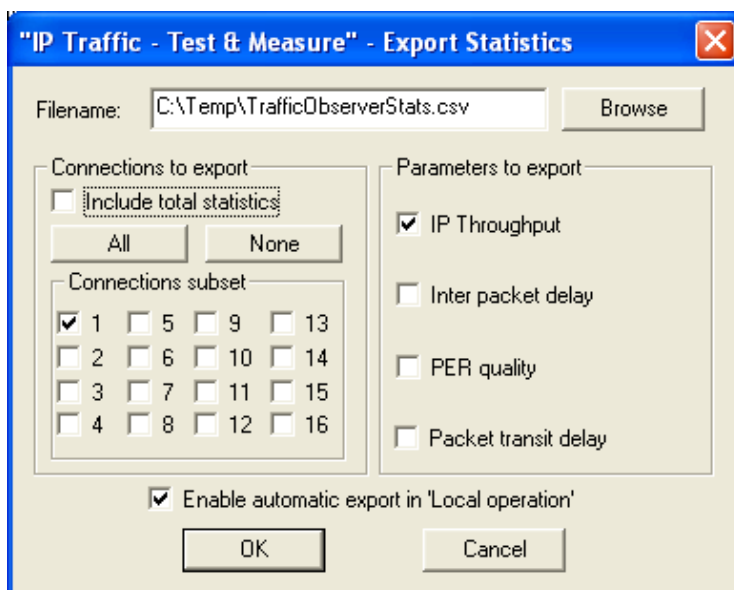 "IP Traffic - Test & Measure" - Export Statistics
Filename: C:\Temp\TrafficObserverStats.csv Browse
Connections to export Parameters to export
Include total statistics
IP Throughput
All None
Connections subset
Inter packet delay
1 5 9 13
2 6 10 14
PER quality
3 7 11 15
4 8 12 16
Packet transit delay
Enable automatic export in 'Local operation'
OK Cancel